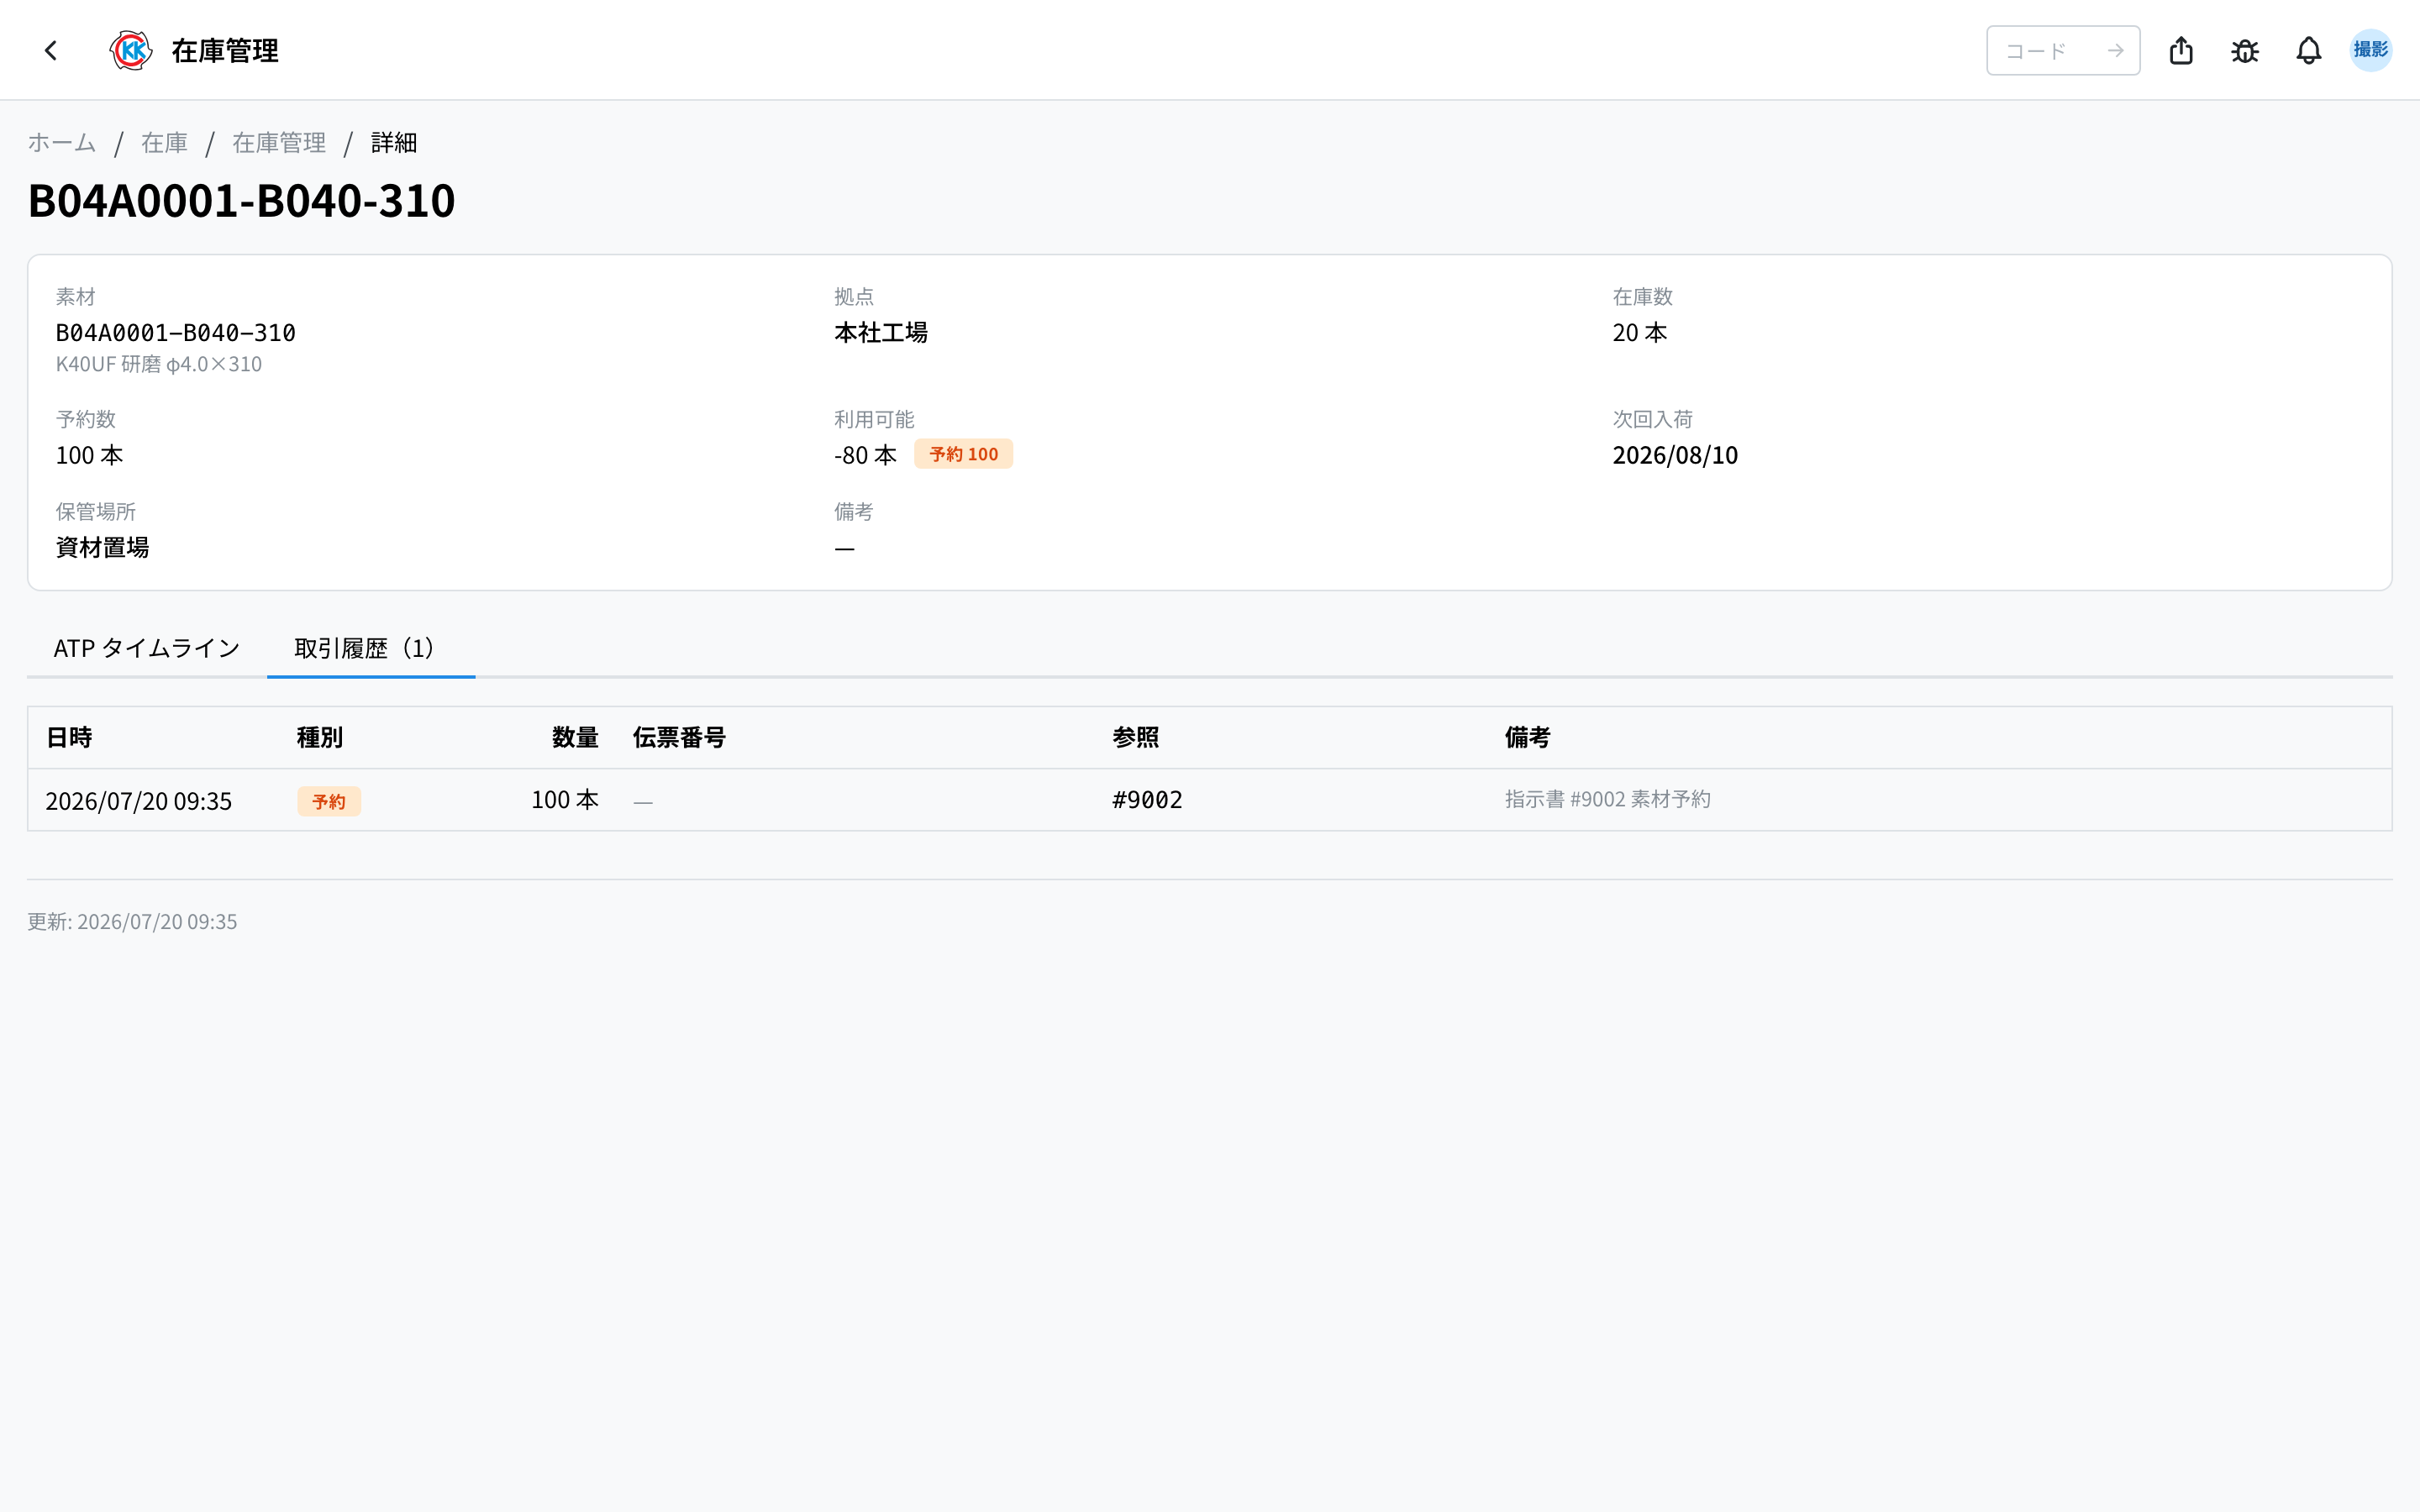 CKK 在庫管理 コード 撮影
ホーム / 在庫 / 在庫管理 / 詳細
B04A0001-B040-310
素材 拠点 在庫数
B04A0001-B040-310 本社工場 20 本
K40UF 研磨 φ4.0×310
予約数 利用可能 次回入荷
100 本 -80 本 予約 100 2026/08/10
保管場所 備考
資材置場 —
ATP タイムライン 取引履歴（1）
日時 種別 数量 伝票番号 参照 備考
2026/07/20 09:35 予約 100 本 — #9002 指示書 #9002 素材予約
更新: 2026/07/20 09:35